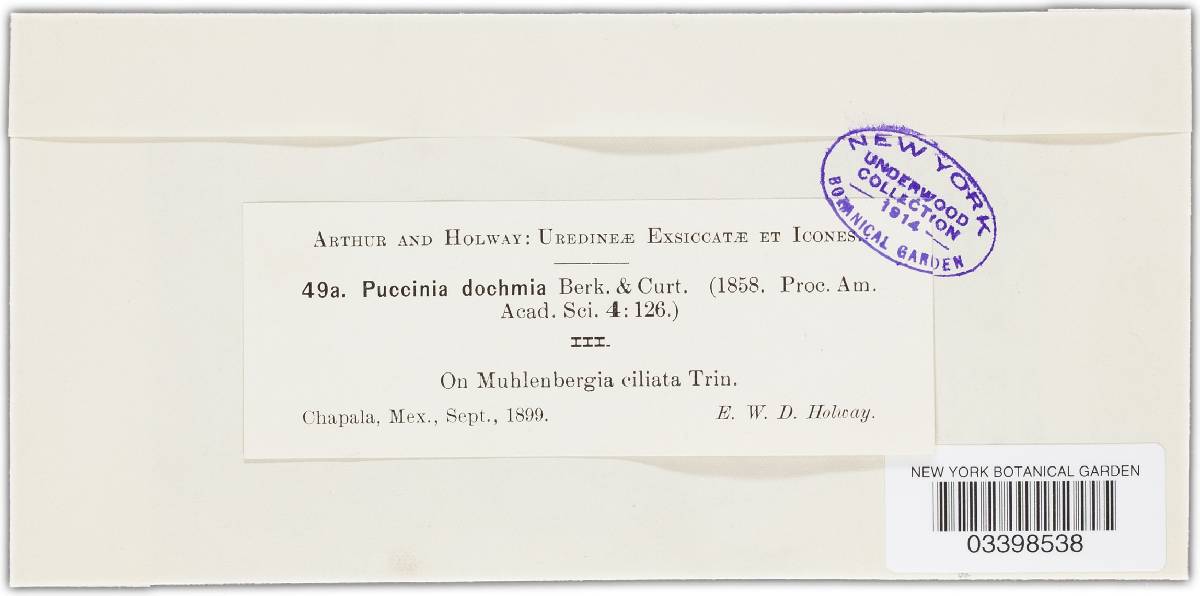 NEW YORK
UNDERWOOD
COLLECTION
— 1914 —
BOTANICAL GARDEN
ARTHUR AND HOLWAY: UREDINEÆ EXSICCATÆ ET ICONES.
49a. Puccinia dochmia Berk. & Curt. (1858. Proc. Am.
Acad. Sci. 4: 126.)
III.
On Muhlenbergia ciliata Trin.
Chapala, Mex., Sept., 1899. E. W. D. Holway.
NEW YORK BOTANICAL GARDEN
03398538